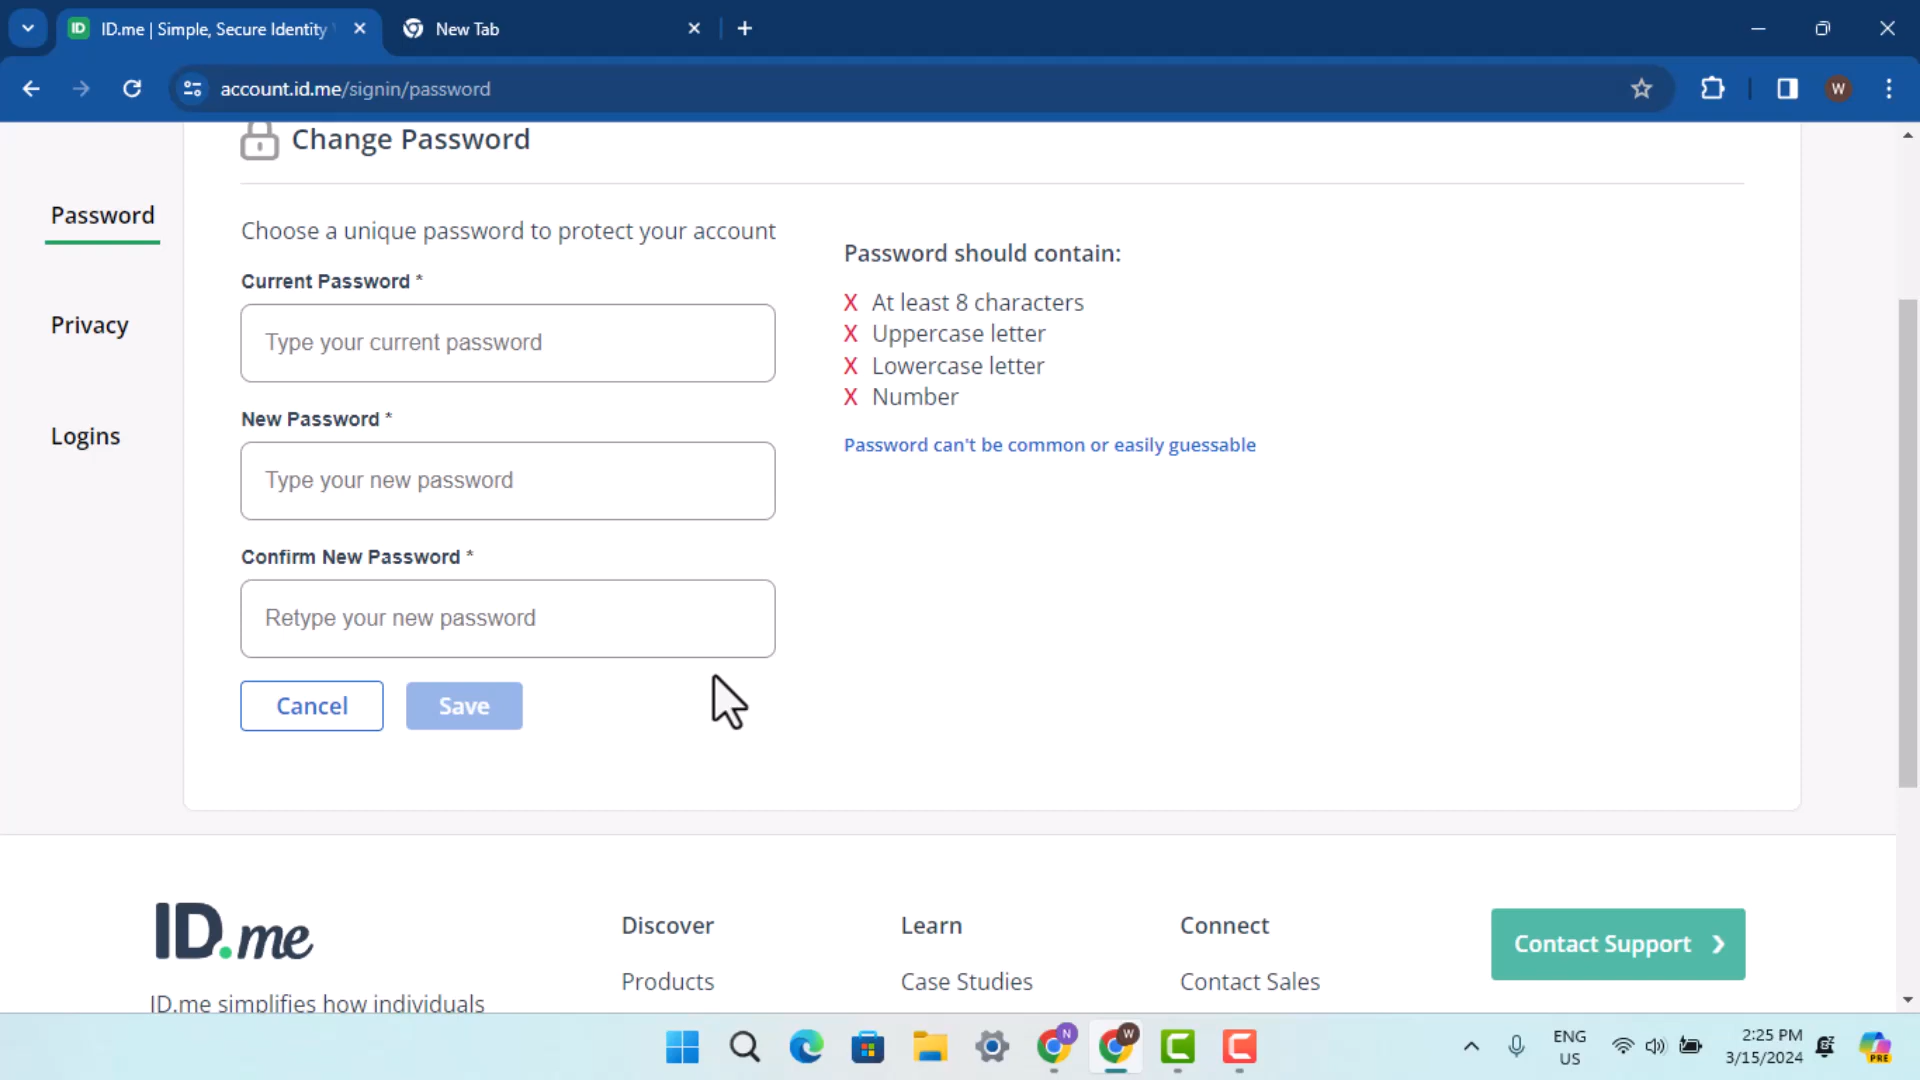 ID.me | Simple, Secure Identity
New Tab
account.id.me/signin/password
W
Change Password
Password
Privacy
Logins
Choose a unique password to protect your account
Current Password *
Type your current password
New Password *
Type your new password
Confirm New Password *
Retype your new password
Cancel
Save
Password should contain:
X At least 8 characters
X Uppercase letter
X Lowercase letter
X Number
Password can't be common or easily guessable
ID.me
ID.me simplifies how individuals
Discover
Products
Learn
Case Studies
Connect
Contact Sales
Contact Support
N
W
ENG
US
2:25 PM
3/15/2024
PRE